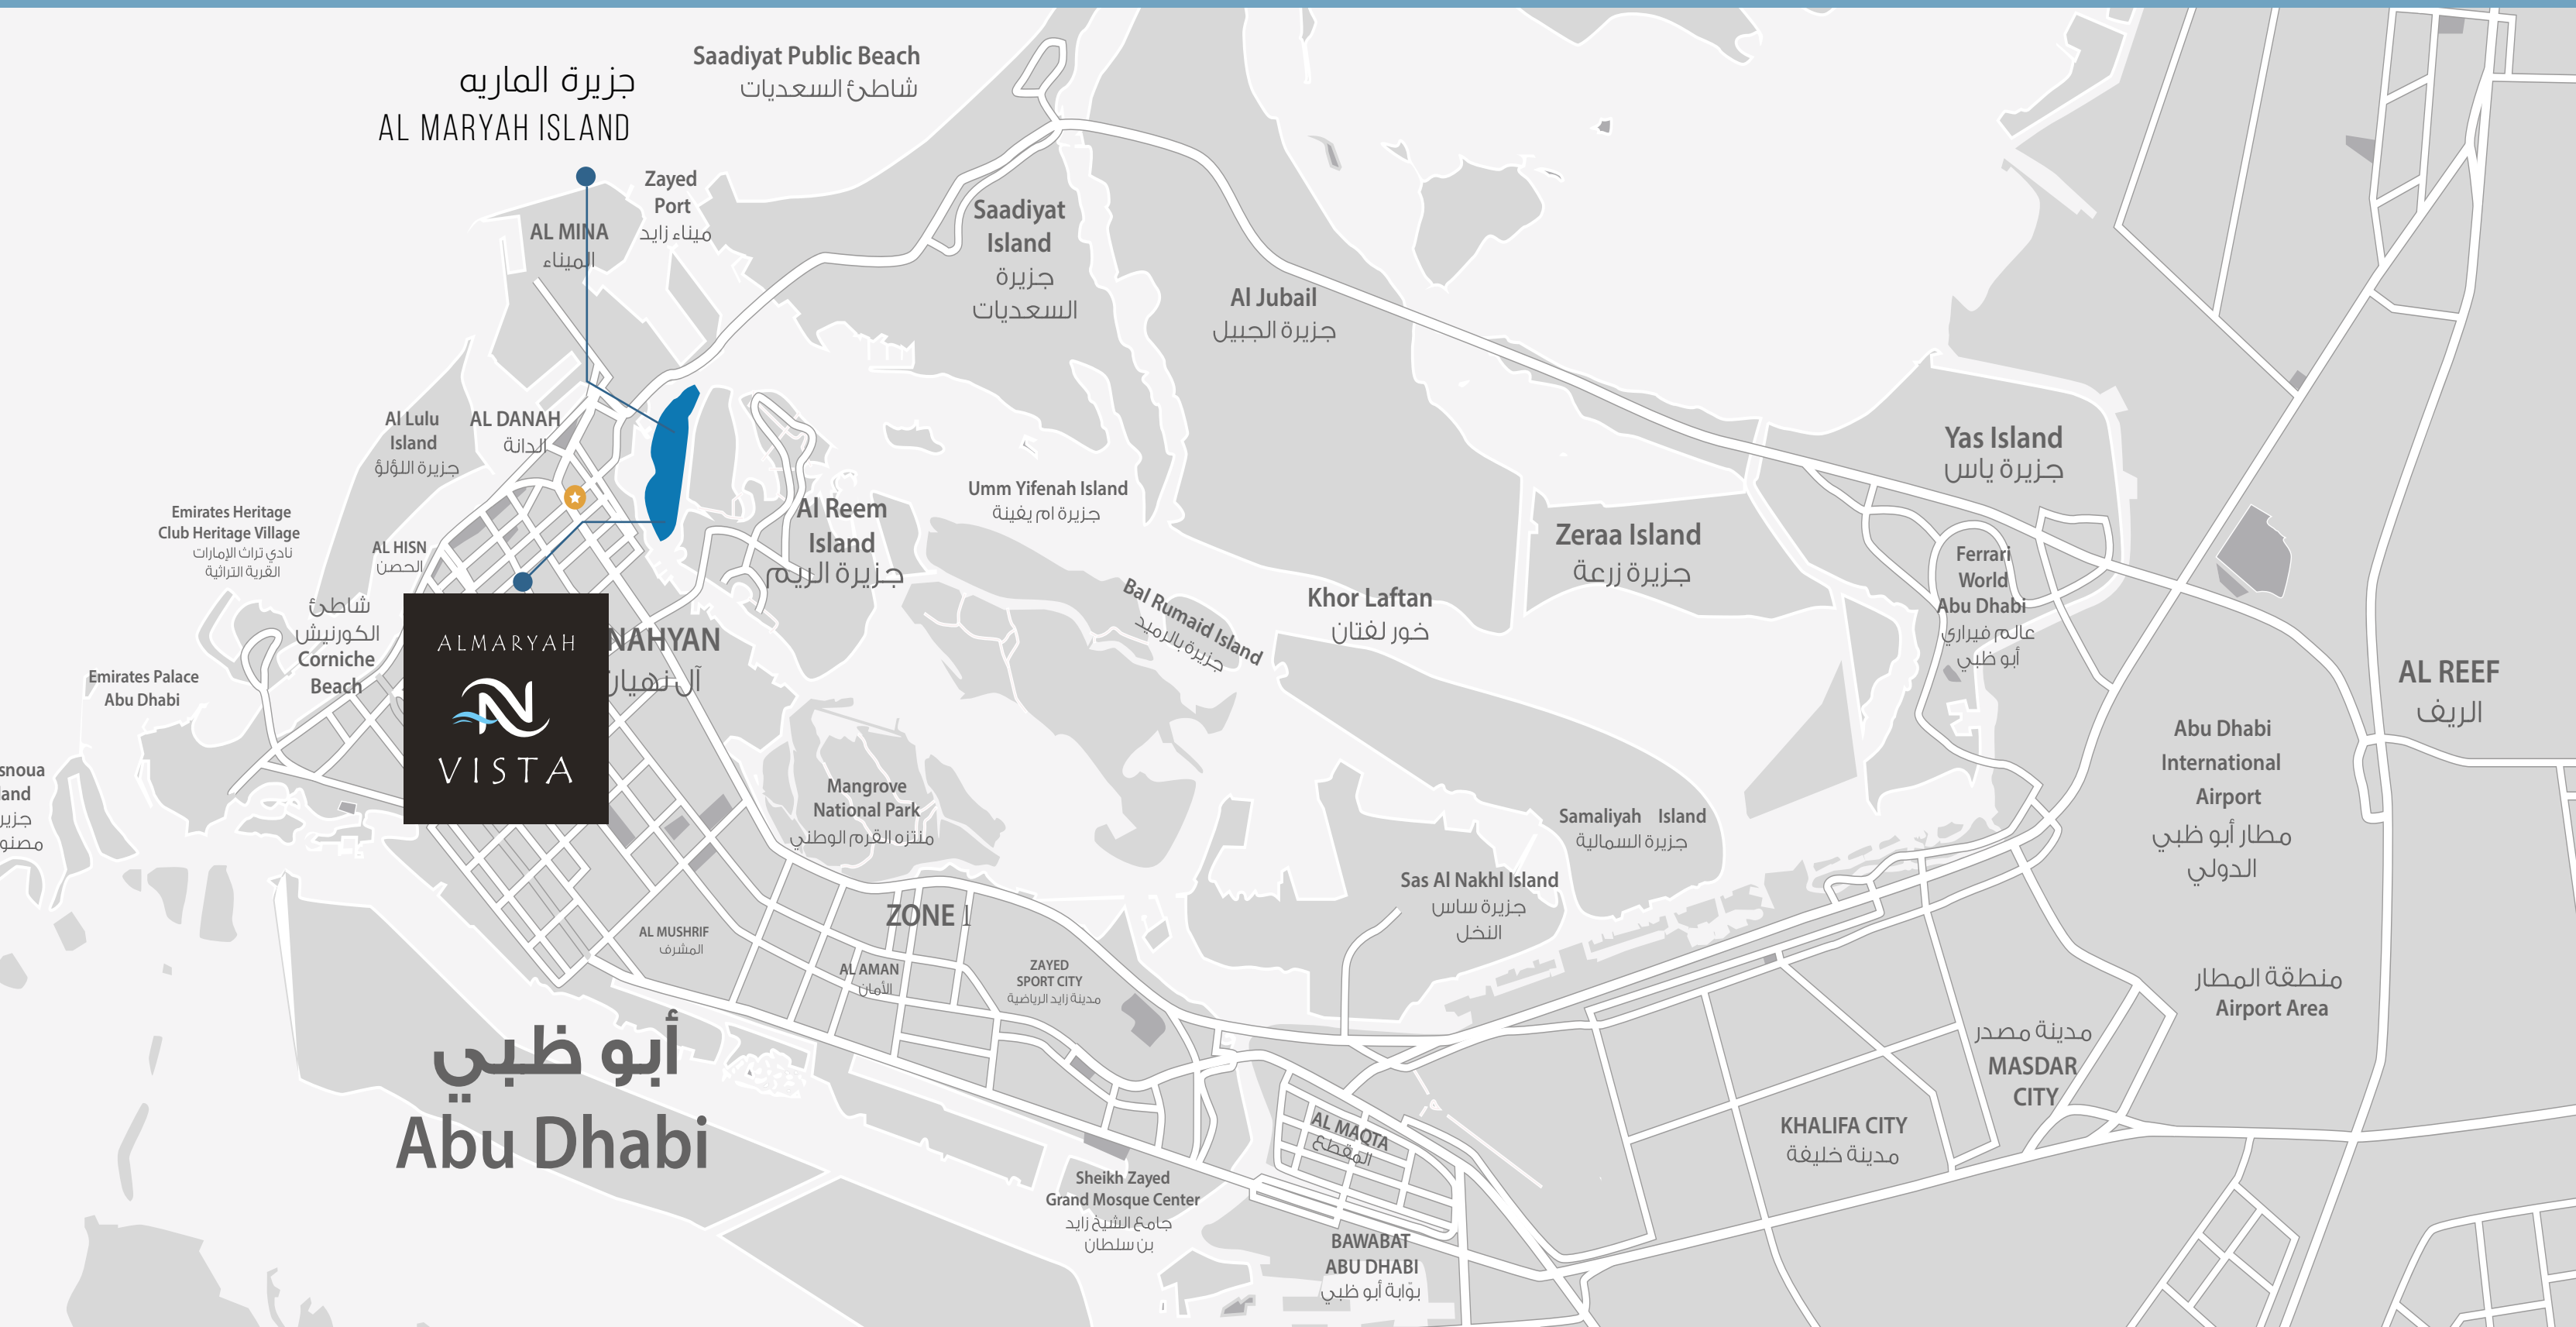 جزيرة الماريه
AL MARYAH ISLAND
Saadiyat Public Beach
شاطئ السعديات
Zayed
Port
ميناء زايد
AL MINA
الميناء
Saadiyat
Island
جزيرة
السعديات
Al Jubail
جزيرة الجبيل
Al Lulu
Island
جزيرة اللؤلؤ
AL DANAH
الدانة
Yas Island
جزيرة ياس
Emirates Heritage
Club Heritage Village
نادي تراث الإمارات
القرية التراثية
AL HISN
الحصن
Al Reem
Island
جزيرة الريم
Umm Yifenah Island
جزيرة ام يفينة
Zeraa Island
جزيرة زرعة
Ferrari
World
Abu Dhabi
عالم فيراري
أبو ظبي
Bal Rumaid Island
جزيرة بالرميد
Khor Laftan
خور لفتان
شاطئ
الكورنيش
Corniche
Beach
ALMARYAH
VISTA
NAHYAN
آل نهيان
Emirates Palace
Abu Dhabi
AL REEF
الريف
snoua
land
جزير
مصنو
Abu Dhabi
International
Airport
مطار أبو ظبي
الدولي
Mangrove
National Park
منتزه القرم الوطني
Samaliyah Island
جزيرة السمالية
Sas Al Nakhl Island
جزيرة ساس
النخل
ZONE 1
AL MUSHRIF
المشرف
AL AMAN
الأمان
ZAYED
SPORT CITY
مدينة زايد الرياضية
منطقة المطار
Airport Area
مدينة مصدر
MASDAR
CITY
أبو ظبي
Abu Dhabi
AL MAQTA
المقطع
KHALIFA CITY
مدينة خليفة
Sheikh Zayed
Grand Mosque Center
جامع الشيخ زايد
بن سلطان
BAWABAT
ABU DHABI
بوّابة أبو ظبي